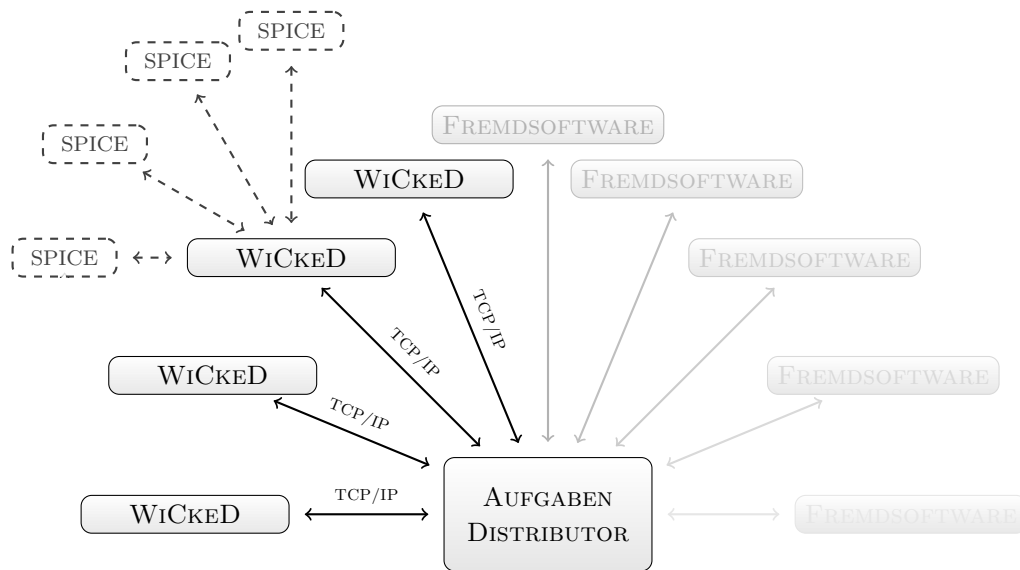 SPICE
SPICE
SPICE
SPICE
FREMDSOFTWARE
WICKED
FREMDSOFTWARE
WICKED
FREMDSOFTWARE
TCP/IP
TCP/IP
WICKED
FREMDSOFTWARE
TCP/IP
TCP/IP
WICKED
AUFGABEN
DISTRIBUTOR
FREMDSOFTWARE